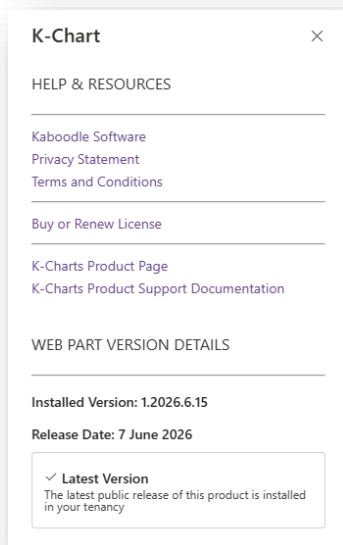 K-Chart
HELP & RESOURCES
Kaboodle Software
Privacy Statement
Terms and Conditions
Buy or Renew License
K-Charts Product Page
K-Charts Product Support Documentation
WEB PART VERSION DETAILS
Installed Version: 1.2026.6.15
Release Date: 7 June 2026
Latest Version
The latest public release of this product is installed
in your tenancy